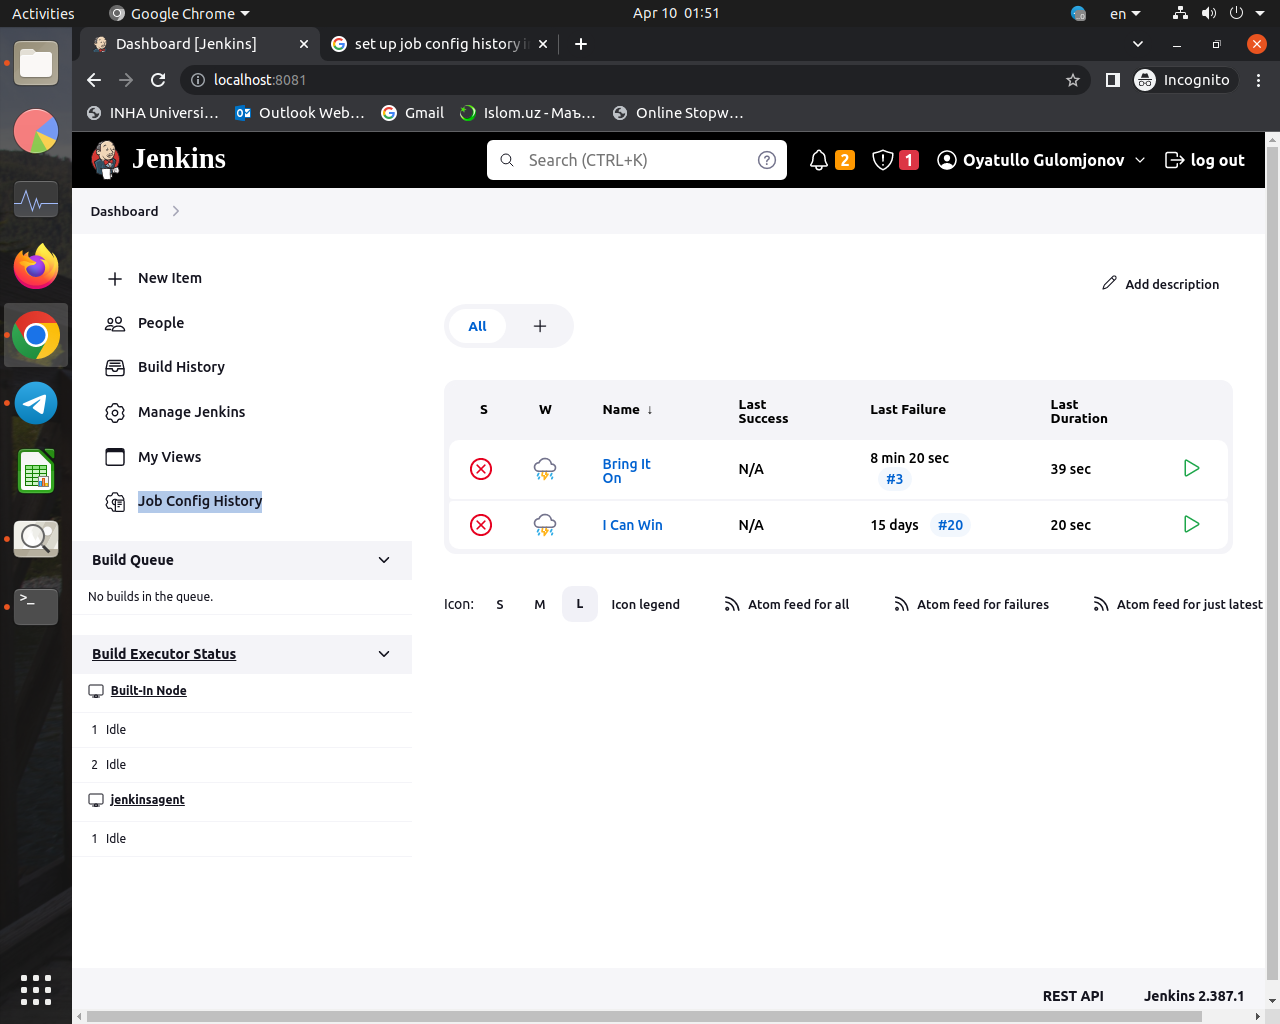 Activities
Google Chrome
Apr 10 01:51
en
Dashboard [Jenkins]
set up job config history i
localhost:8081
Incognito
INHA Universi…
Outlook Web…
Gmail
Islom.uz - Маъ…
Online Stopw…
Jenkins
Search (CTRL+K)
2
1
Oyatullo Gulomjonov
log out
Dashboard
New Item
People
Build History
Manage Jenkins
My Views
Job Config History
Add description
All
+
S W Name ↓ Last Success Last Failure Last Duration
Bring It On N/A 8 min 20 sec #3 39 sec
I Can Win N/A 15 days #20 20 sec
Icon: S M L Icon legend Atom feed for all Atom feed for failures Atom feed for just latest
Build Queue
No builds in the queue.
Build Executor Status
Built-In Node
1 Idle
2 Idle
jenkinsagent
1 Idle
REST API Jenkins 2.387.1